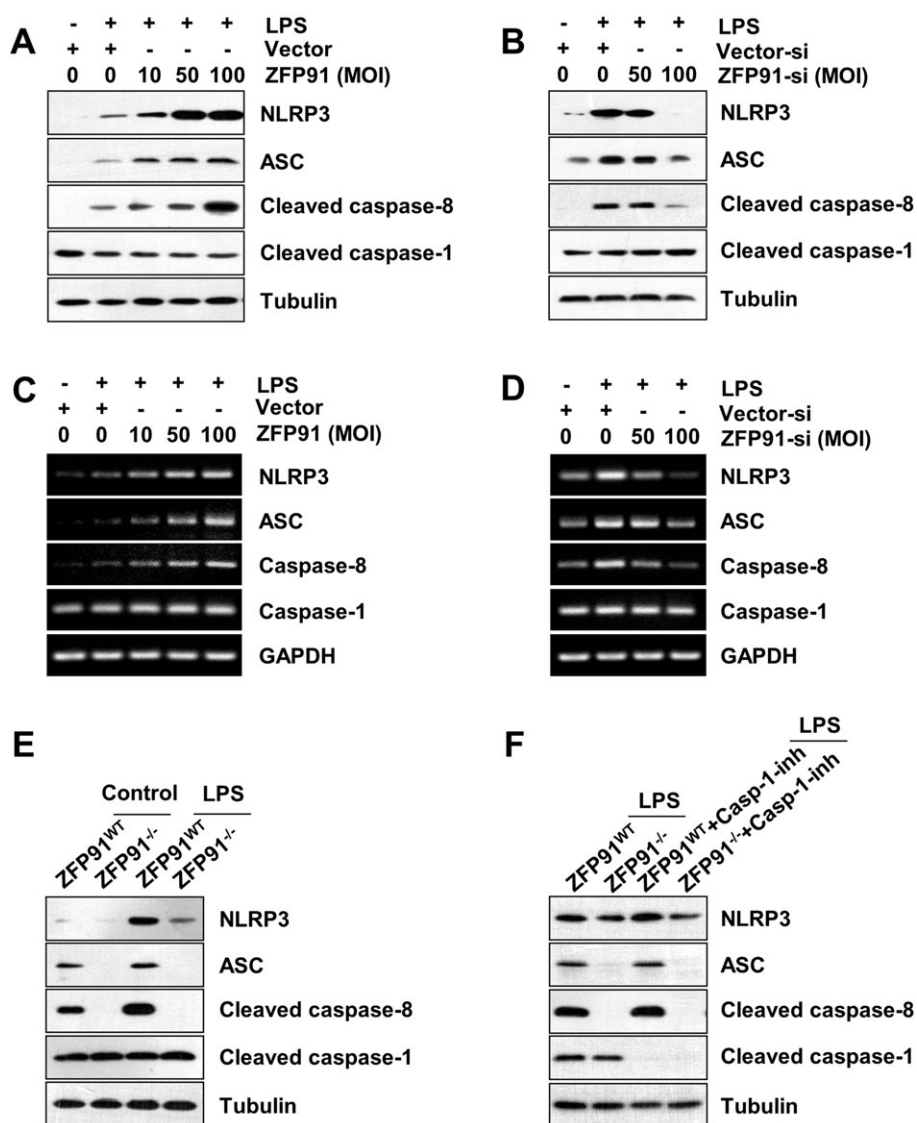 A
- + + + + LPS
+ + - - - Vector
0 0 10 50 100 ZFP91 (MOI)
NLRP3
ASC
Cleaved caspase-8
Cleaved caspase-1
Tubulin
B
- + + + LPS
+ + - - Vector-si
0 0 50 100 ZFP91-si (MOI)
NLRP3
ASC
Cleaved caspase-8
Cleaved caspase-1
Tubulin
C
- + + + + LPS
+ + - - - Vector
0 0 10 50 100 ZFP91 (MOI)
NLRP3
ASC
Caspase-8
Caspase-1
GAPDH
D
- + + + LPS
+ + - - Vector-si
0 0 50 100 ZFP91-si (MOI)
NLRP3
ASC
Caspase-8
Caspase-1
GAPDH
E
Control LPS
ZFP91WT ZFP91-/- ZFP91WT ZFP91-/-
NLRP3
ASC
Cleaved caspase-8
Cleaved caspase-1
Tubulin
F
LPS
LPS
ZFP91WT ZFP91-/- ZFP91WT+Casp-1-inh ZFP91-/-+Casp-1-inh
NLRP3
ASC
Cleaved caspase-8
Cleaved caspase-1
Tubulin